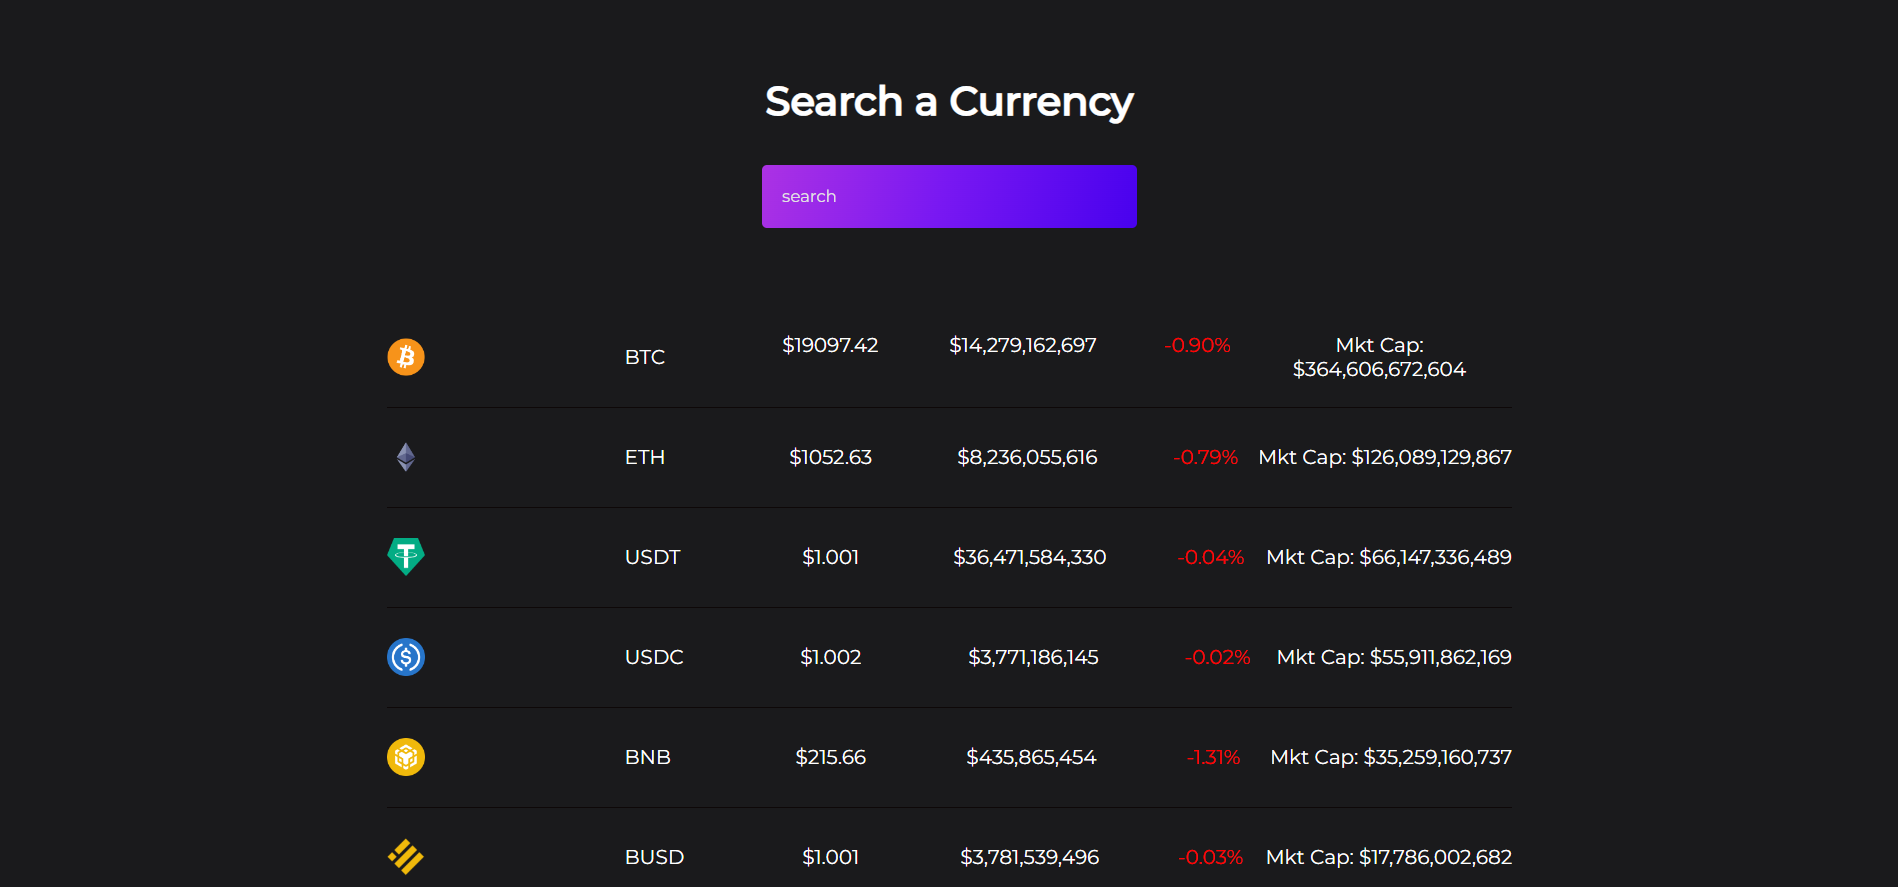 Search a Currency
search
BTC $19097.42 $14,279,162,697 -0.90% Mkt Cap:
$364,606,672,604
ETH $1052.63 $8,236,055,616 -0.79% Mkt Cap: $126,089,129,867
USDT $1.001 $36,471,584,330 -0.04% Mkt Cap: $66,147,336,489
USDC $1.002 $3,771,186,145 -0.02% Mkt Cap: $55,911,862,169
BNB $215.66 $435,865,454 -1.31% Mkt Cap: $35,259,160,737
BUSD $1.001 $3,781,539,496 -0.03% Mkt Cap: $17,786,002,682